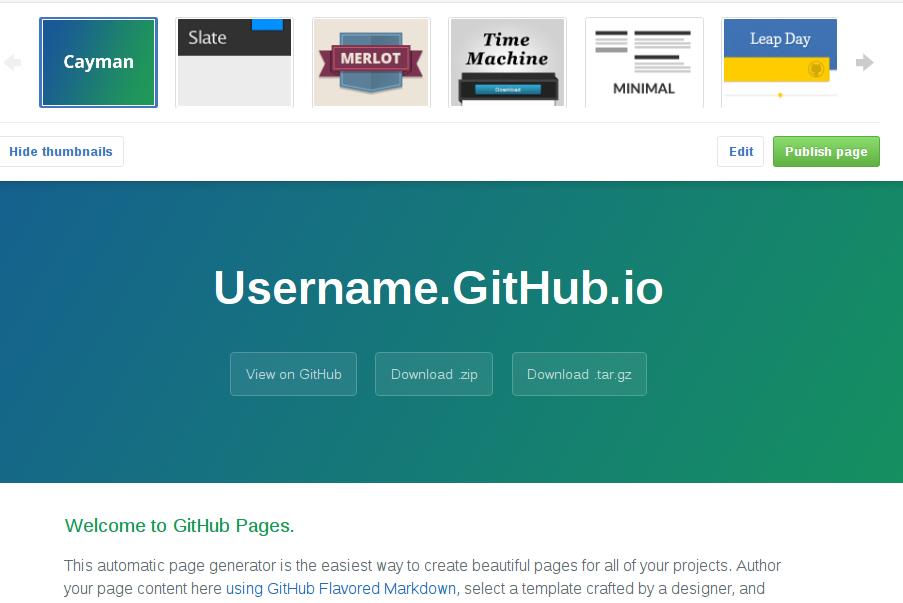 Cayman
Slate
MERLOT
Time
Machine
Download
MINIMAL
Leap Day
Hide thumbnails
Edit
Publish page
Username.GitHub.io
View on GitHub
Download .zip
Download .tar.gz
Welcome to GitHub Pages.
This automatic page generator is the easiest way to create beautiful pages for all of your projects. Author
your page content here using GitHub Flavored Markdown, select a template crafted by a designer, and